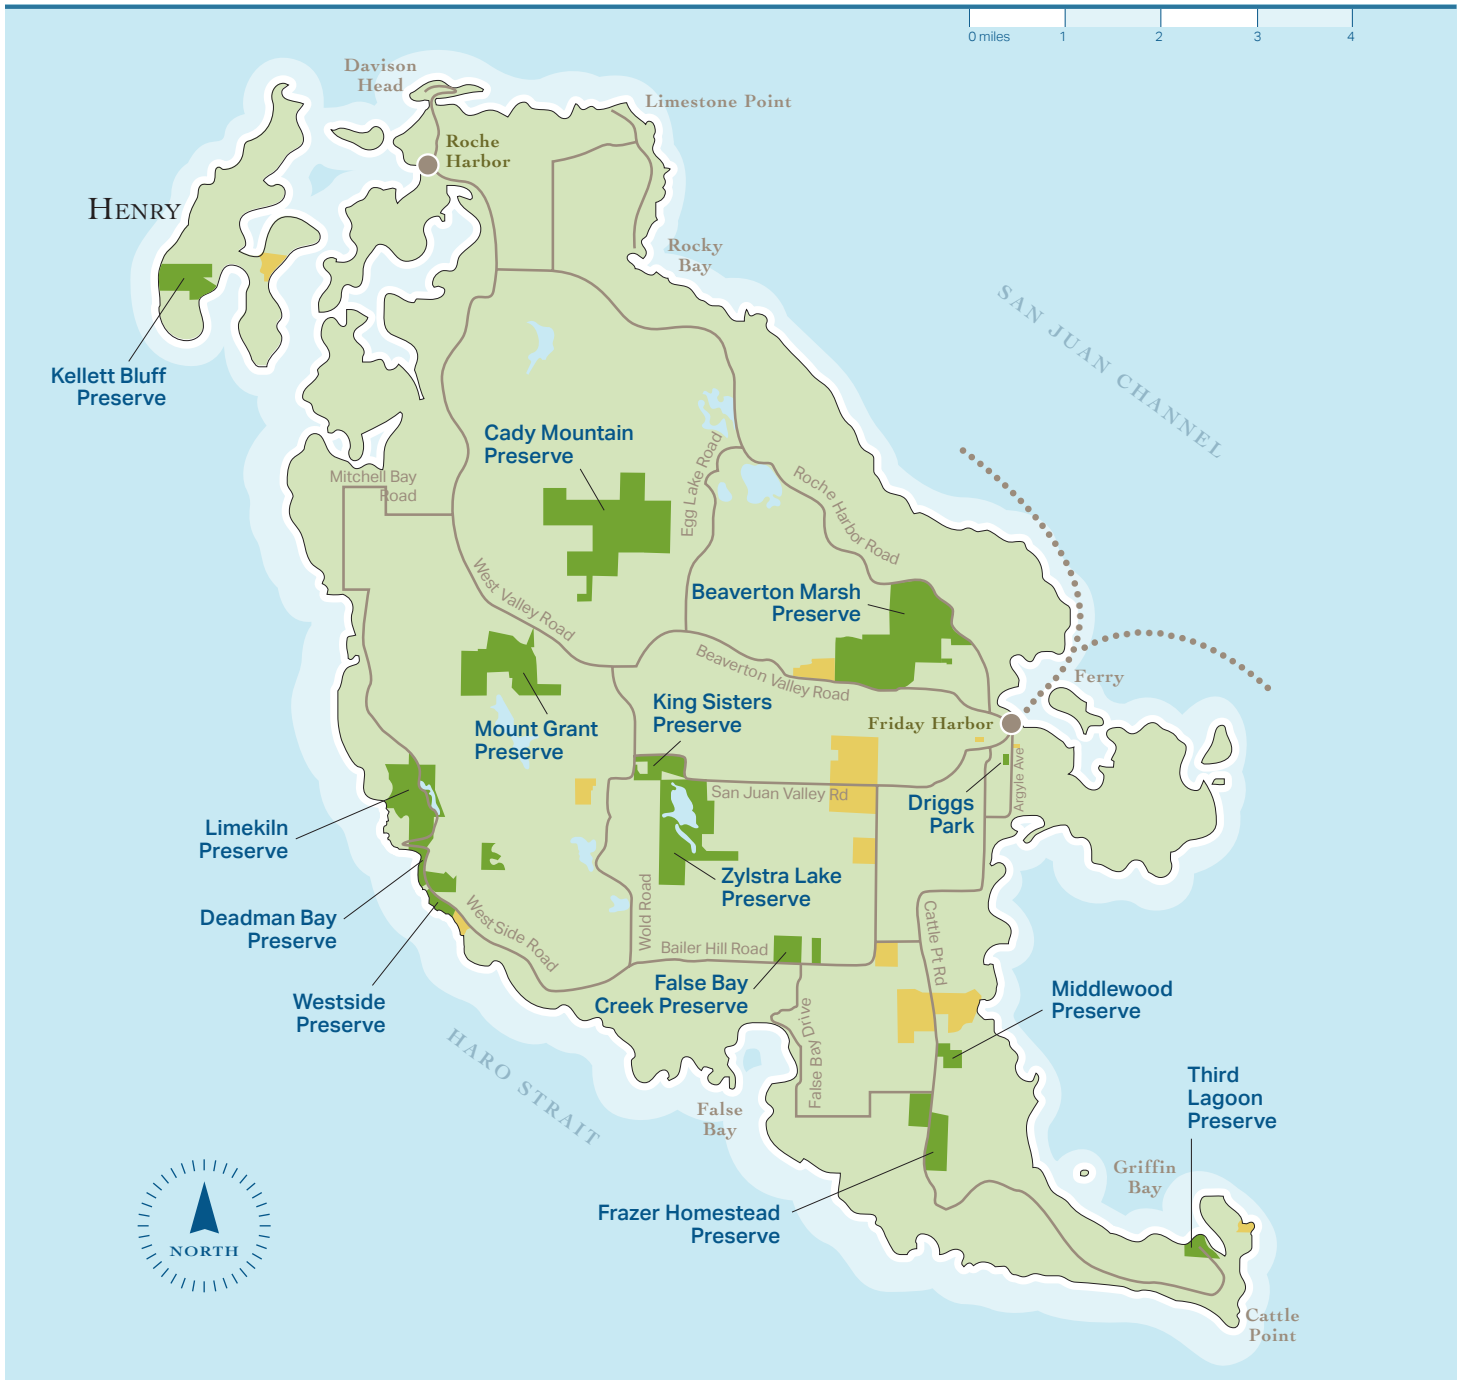 0 miles
1
2
3
4
Davison
Head
Limestone Point
Roche
Harbor
HENRY
Rocky
Bay
SAN JUAN CHANNEL
Kellett Bluff
Preserve
Cady Mountain
Preserve
Mitchell Bay
Road
Egg Lake Road
Roche Harbor Road
West Valley Road
Beaverton Marsh
Preserve
Beaverton Valley Road
Ferry
King Sisters
Preserve
Friday Harbor
Mount Grant
Preserve
San Juan Valley Rd
Argyle Ave
Driggs
Park
Limekiln
Preserve
Zylstra Lake
Preserve
Deadman Bay
Preserve
West Side Road
Wold Road
Cattle Pt Rd
Bailer Hill Road
False Bay
Creek Preserve
Westside
Preserve
Middlewood
Preserve
False Bay Drive
HARO STRAIT
False
Bay
Third
Lagoon
Preserve
Griffin
Bay
Frazer Homestead
Preserve
NORTH
Cattle
Point